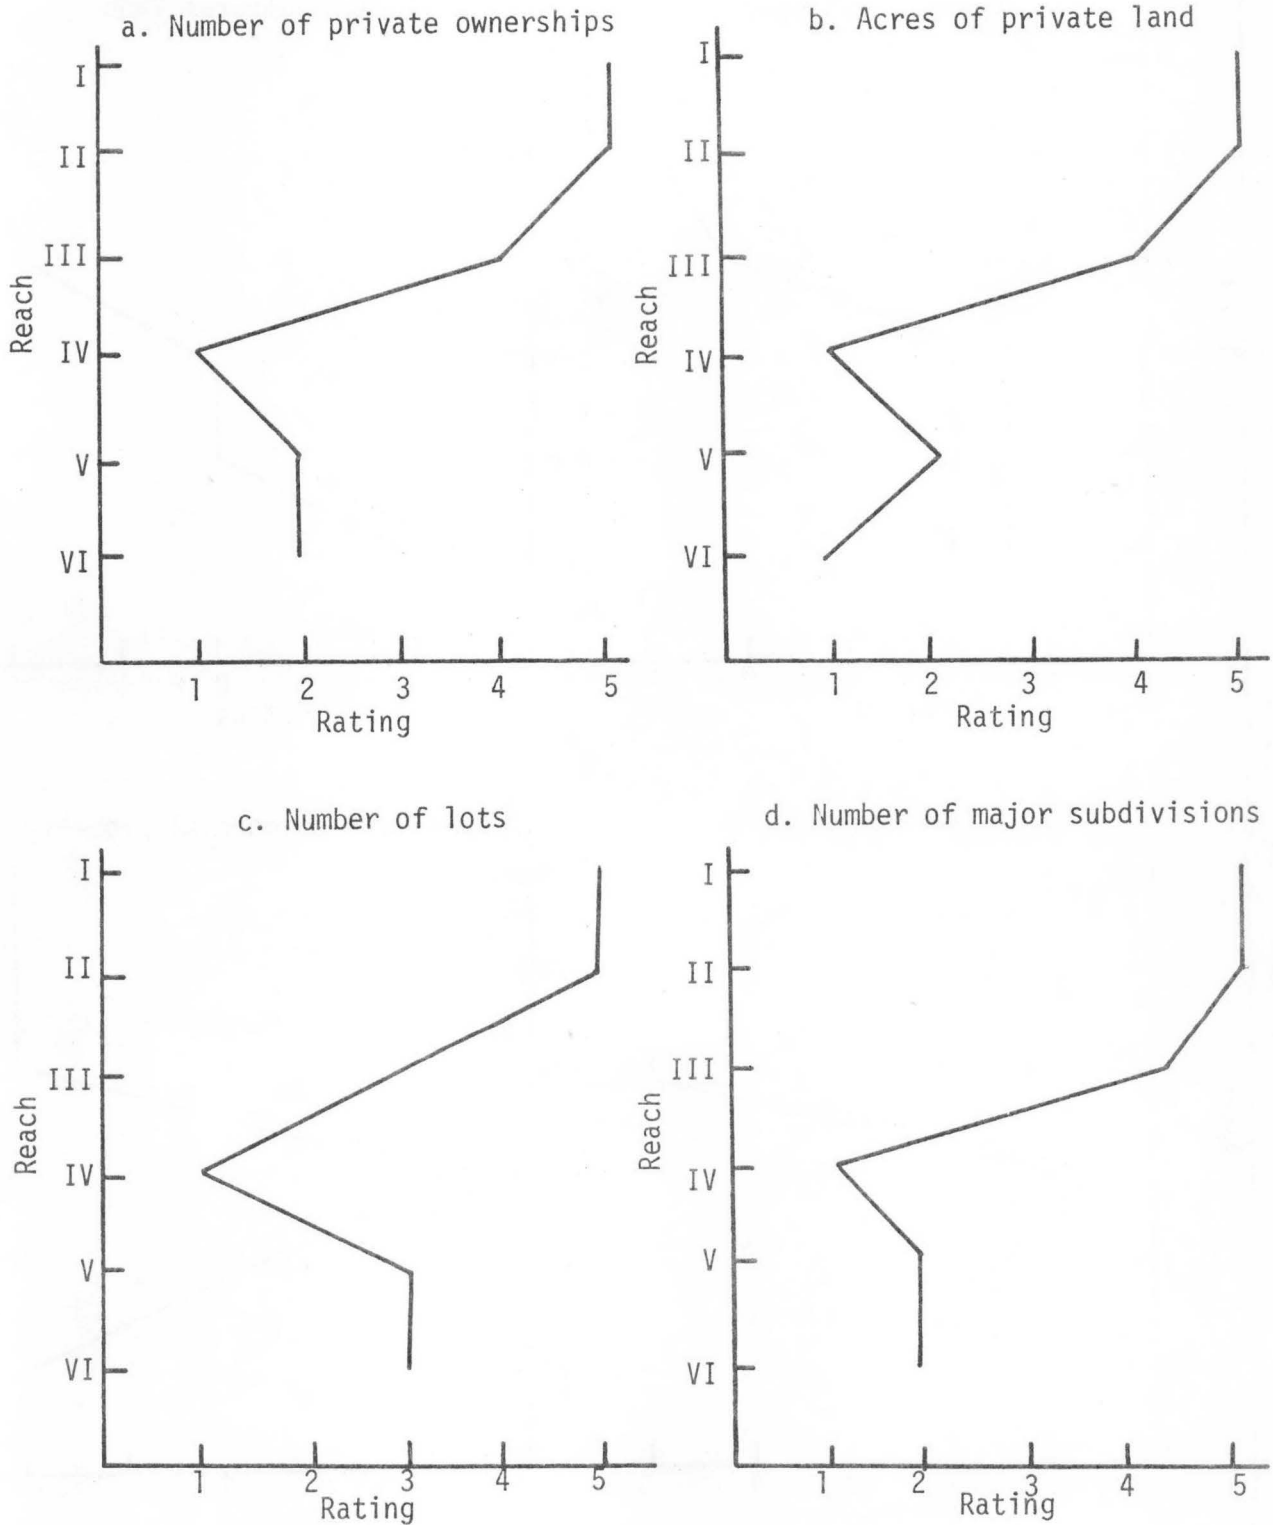 a. Number of private ownerships
I
II
III
IV
V
VI
Reach
1 2 3 4 5
Rating
b. Acres of private land
I
II
III
IV
V
VI
Reach
1 2 3 4 5
Rating
c. Number of lots
I
II
III
IV
V
VI
Reach
1 2 3 4 5
Rating
d. Number of major subdivisions
I
II
III
IV
V
VI
Reach
1 2 3 4 5
Rating